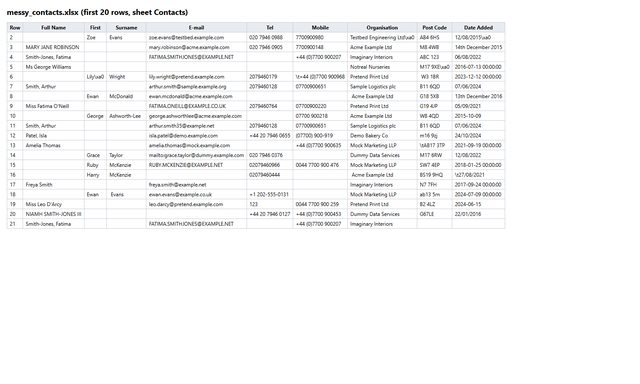 messy_contacts.xlsx (first 20 rows, sheet Contacts)
Row Full Name First Surname E-mail Tel Mobile Organisation Post Code Date Added
2 Zoe Evans zoe.evans@testbed.example.com 020 7946 0988 7700900980 Testbed Engineering Ltd\xa0 AB4 6HS 12/08/2015\xa0
3 MARY JANE ROBINSON mary.robinson@acme.example.com 020 7946 0905 7700900148 Acme Example Ltd M8 4WB 14th December 2015
4 Smith-Jones, Fatima FATIMA.SMITHJONES@EXAMPLE.NET +44 (0)7700 900207 Imaginary Interiors ABC 123 06/08/2022
5 Ms George Williams Notreal Nurseries M17 9XE\xa0 2016-07-13 00:00:00
6 Lily\xa0 Wright lily.wright@pretend.example.com 2079460179 \t+44 (0)7700 900968 Pretend Print Ltd W3 1BR 2023-12-12 00:00:00
7 Smith, Arthur arthur.smith@sample.example.org 2079460128 07700900651 Sample Logistics plc B11 6QD 07/06/2024
8 Ewan McDonald ewan.mcdonald@acme.example.com Acme Example Ltd G18 5XB 13th December 2016
9 Miss Fatima O'Neill FATIMA.ONEILL@EXAMPLE.CO.UK 2079460764 07700900220 Pretend Print Ltd G19 4JP 05/09/2021
10 George Ashworth-Lee george.ashworthlee@acme.example.com 07700 900218 Acme Example Ltd W8 4QD 2015-10-09
11 Smith, Arthur arthur.smith35@example.net 2079460128 07700900651 Sample Logistics plc B11 6QD 07/06/2024
12 Patel, Isla isla.patel@demo.example.com +44 20 7946 0655 (07700) 900-919 Demo Bakery Co m16 9jj 24/10/2024
13 Amelia Thomas amelia.thomas@mock.example.com +44 (0)7700 900635 Mock Marketing LLP \tAB17 3TP 2021-09-19 00:00:00
14 Grace Taylor mailto:grace.taylor@dummy.example.com 020 7946 0376 Dummy Data Services M17 6RW 12/08/2022
15 Ruby McKenzie RUBY.MCKENZIE@EXAMPLE.NET 02079460966 0044 7700 900 476 Mock Marketing LLP SW7 4EP 2018-01-25 00:00:00
16 Harry McKenzie 02079460444 Acme Example Ltd BS19 9HQ \t27/08/2021
17 Freya Smith freya.smith@example.net Imaginary Interiors N7 7FH 2017-09-24 00:00:00
18 Ewan Evans ewan.evans@example.co.uk +1 202-555-0131 Mock Marketing LLP ab13 5rn 2024-07-09 00:00:00
19 Miss Leo D'Arcy leo.darcy@pretend.example.com 123 0044 7700 900 259 Pretend Print Ltd B2 4LZ 2024-06-15
20 NIAMH SMITH-JONES III +44 20 7946 0127 +44 (0)7700900453 Dummy Data Services G67LE 22/01/2016
21 Smith-Jones, Fatima FATIMA.SMITHJONES@EXAMPLE.NET +44 (0)7700 900207 Imaginary Interiors